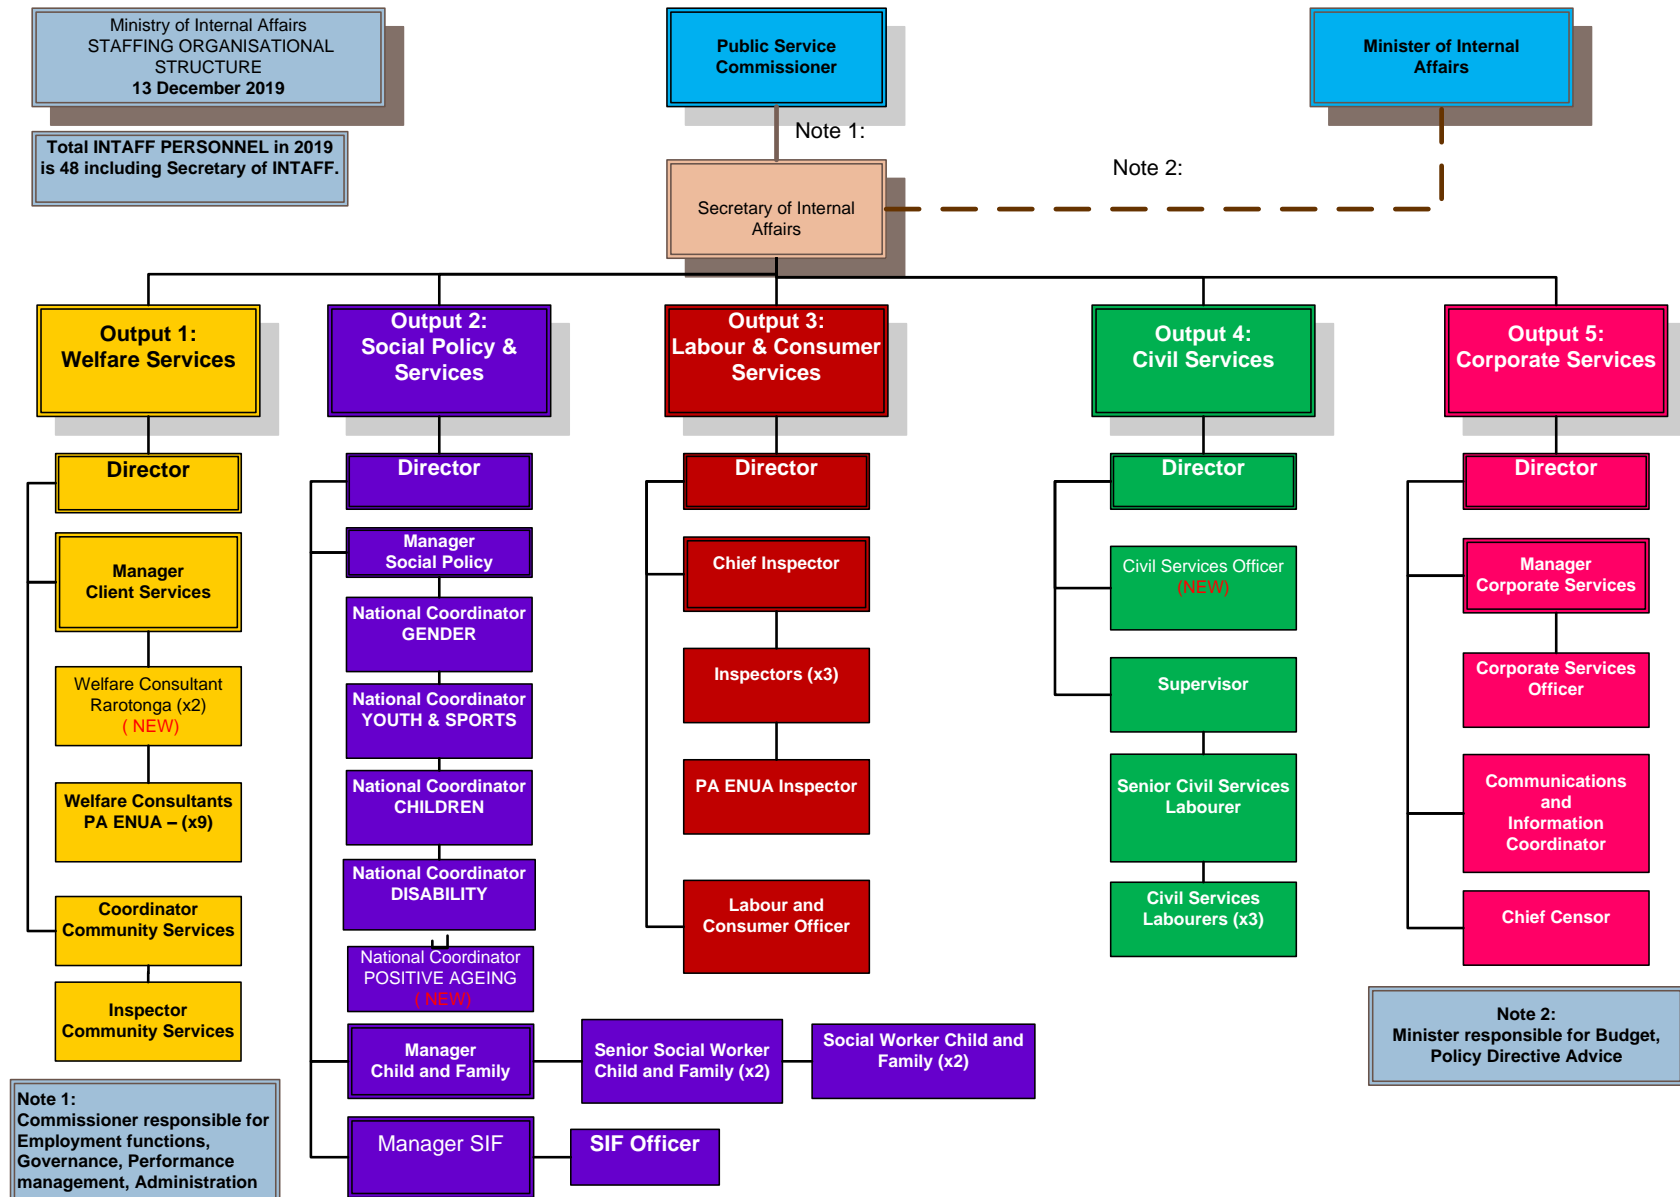 Ministry of Internal Affairs
STAFFING ORGANISATIONAL
STRUCTURE
13 December 2019
Total INTAFF PERSONNEL in 2019
is 48 including Secretary of INTAFF.
Public Service
Commissioner
Minister of Internal
Affairs
Note 1:
Note 2:
Secretary of Internal
Affairs
Output 1:
Welfare Services
Director
Manager
Client Services
Welfare Consultant
Rarotonga (x2)
( NEW)
Welfare Consultants
PA ENUA – (x9)
Coordinator
Community Services
Inspector
Community Services
Output 2:
Social Policy &
Services
Director
Manager
Social Policy
National Coordinator
GENDER
National Coordinator
YOUTH & SPORTS
National Coordinator
CHILDREN
National Coordinator
DISABILITY
National Coordinator
POSITIVE AGEING
( NEW)
Manager
Child and Family
Senior Social Worker
Child and Family (x2)
Social Worker Child and
Family (x2)
Manager SIF
SIF Officer
Output 3:
Labour & Consumer
Services
Director
Chief Inspector
Inspectors (x3)
PA ENUA Inspector
Labour and
Consumer Officer
Output 4:
Civil Services
Director
Civil Services Officer
(NEW)
Supervisor
Senior Civil Services
Labourer
Civil Services
Labourers (x3)
Output 5:
Corporate Services
Director
Manager
Corporate Services
Corporate Services
Officer
Communications
and
Information
Coordinator
Chief Censor
Note 1:
Commissioner responsible for
Employment functions,
Governance, Performance
management, Administration
Note 2:
Minister responsible for Budget,
Policy Directive Advice